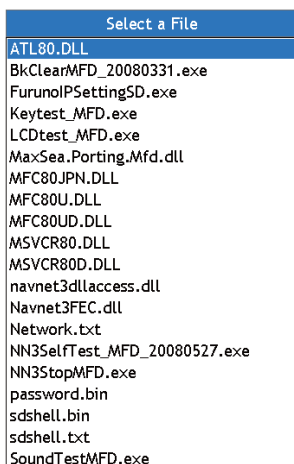 Select a File
ATL80.DLL
BkClearMFD_20080331.exe
FurunoIPSettingSD.exe
Keytest_MFD.exe
LCDtest_MFD.exe
MaxSea.Porting.Mfd.dll
MFC80JPN.DLL
MFC80U.DLL
MFC80UD.DLL
MSVCR80.DLL
MSVCR80D.DLL
navnet3dllaccess.dll
Navnet3FEC.dll
Network.txt
NN3SelfTest_MFD_20080527.exe
NN3StopMFD.exe
password.bin
sdshell.bin
sdshell.txt
SoundTestMFD.exe